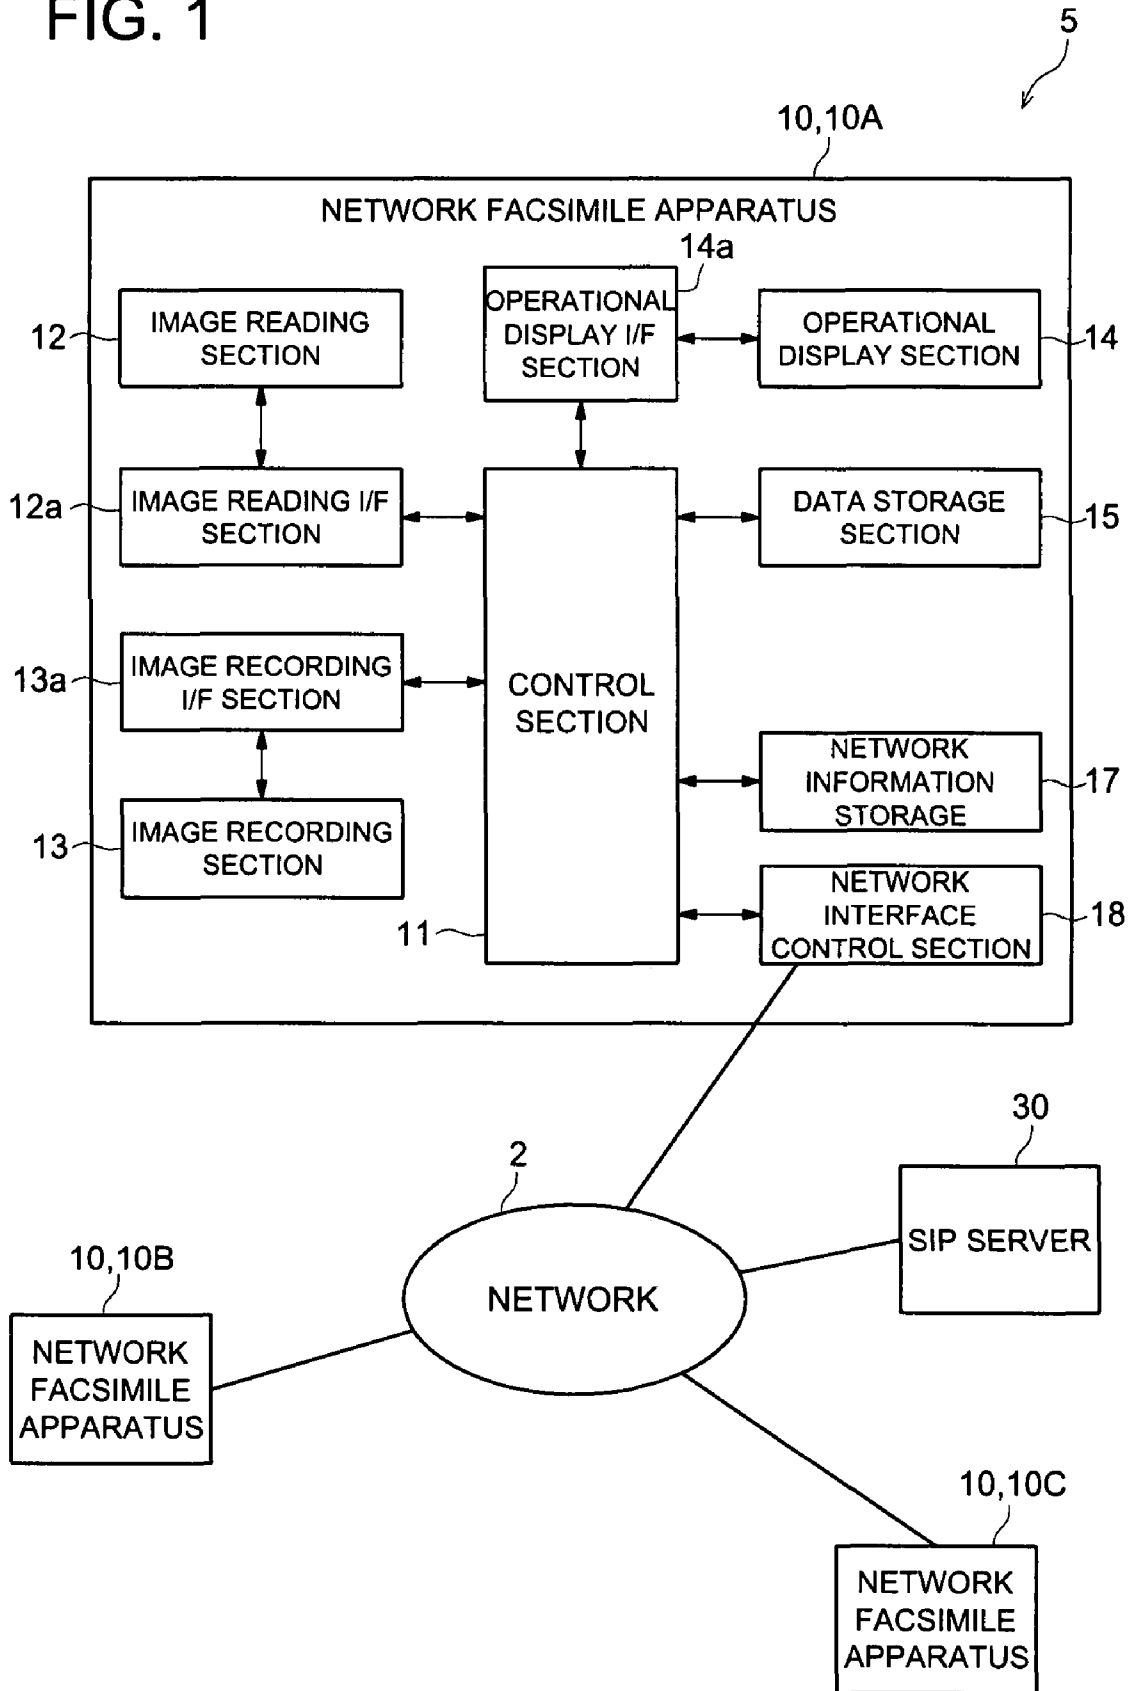 FIG. 1
5
10,10A
NETWORK FACSIMILE APPARATUS
14a
12
IMAGE READING
SECTION
OPERATIONAL
DISPLAY I/F
SECTION
OPERATIONAL
DISPLAY SECTION
14
12a
IMAGE READING I/F
SECTION
DATA STORAGE
SECTION
15
13a
IMAGE RECORDING
I/F SECTION
CONTROL
SECTION
NETWORK
INFORMATION
STORAGE
17
13
IMAGE RECORDING
SECTION
11
NETWORK
INTERFACE
CONTROL SECTION
18
30
2
SIP SERVER
10,10B
NETWORK
NETWORK
FACSIMILE
APPARATUS
10,10C
NETWORK
FACSIMILE
APPARATUS